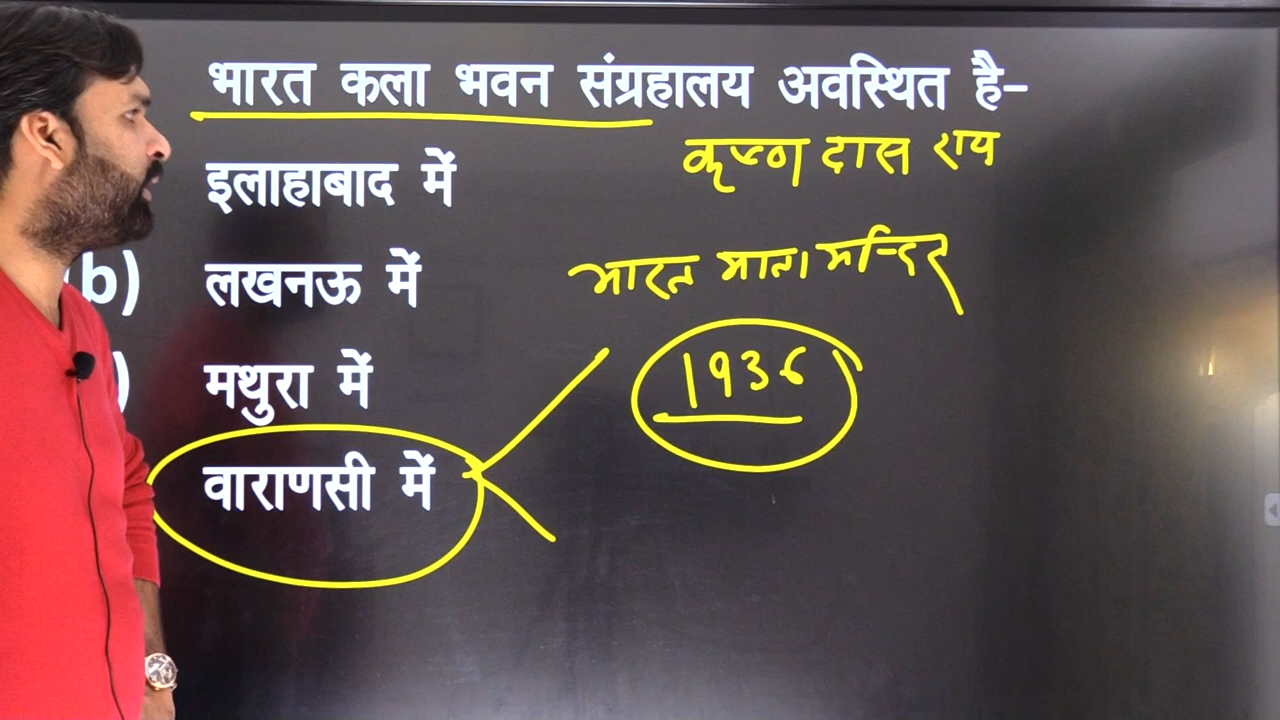 भारत कला भवन संग्रहालय अवस्थित है-
कृष्ण दास राय
इलाहाबाद में
(b) लखनऊ में
भारत माता मन्दिर
) मथुरा में
1936
वाराणसी में